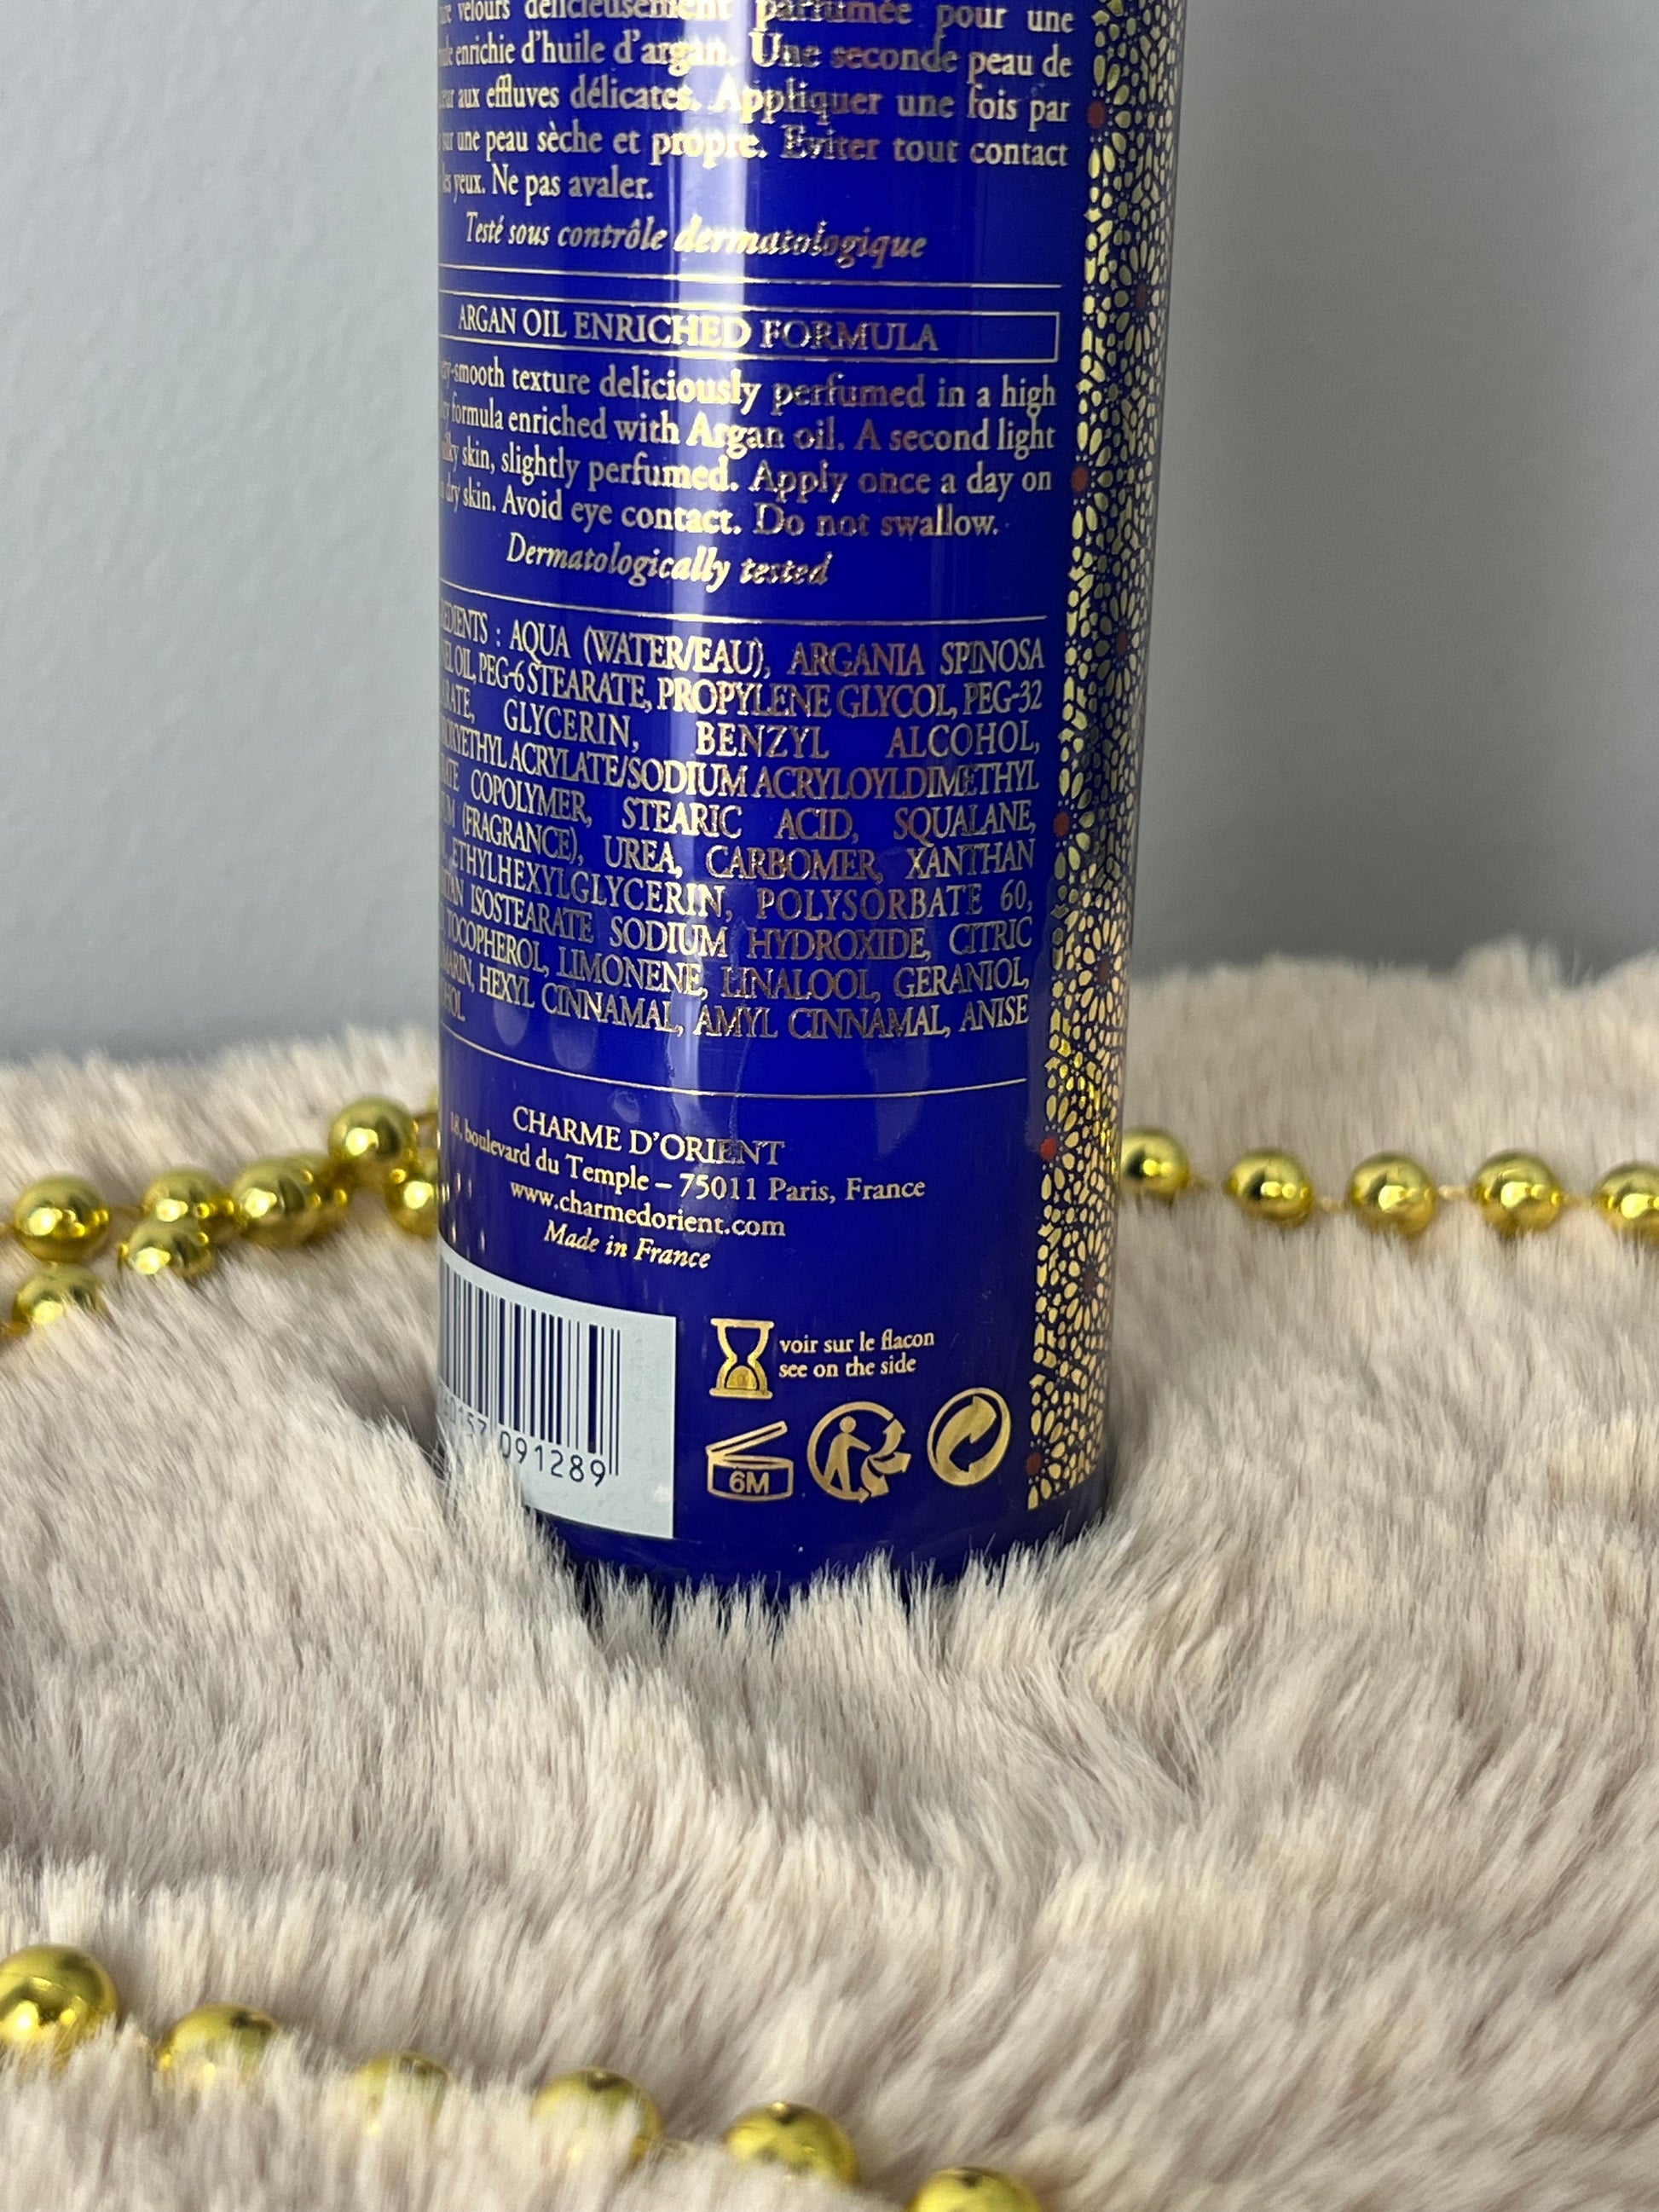 velours délicieusement parfumée pour une
enrichie d'huile d'argan. Une seconde peau de
aux effluves délicates. Appliquer une fois par
sur une peau sèche et propre. Eviter tout contact
yeux. Ne pas avaler.
Testé sous contrôle dermatologique
ARGAN OIL ENRICHED FORMULA
-smooth texture deliciously perfumed in a high
formula enriched with Argan oil. A second light
skin, slightly perfumed. Apply once a day on
dry skin. Avoid eye contact. Do not swallow.
Dermatologically tested
: AQUA (WATER/EAU), ARGANIA SPINOSA
OIL, PEG-6 STEARATE, PROPYLENE GLYCOL, PEG-32
GLYCERIN, BENZYL ALCOHOL,
ACRYLATE/SODIUM ACRYLOYLDIMETHYL
COPOLYMER, STEARIC ACID, SQUALANE,
(FRAGRANCE), UREA, CARBOMER, XANTHAN
ETHYLHEXYLGLYCERIN, POLYSORBATE 60,
ISOSTEARATE SODIUM HYDROXIDE, CITRIC
TOCOPHEROL, LIMONENE, LINALOOL, GERANIOL,
HEXYL CINNAMAL, AMYL CINNAMAL, ANISE
CHARME D'ORIENT
18, boulevard du Temple – 75011 Paris, France
www.charmedorient.com
Made in France
voir sur le flacon
see on the side
091289
6M